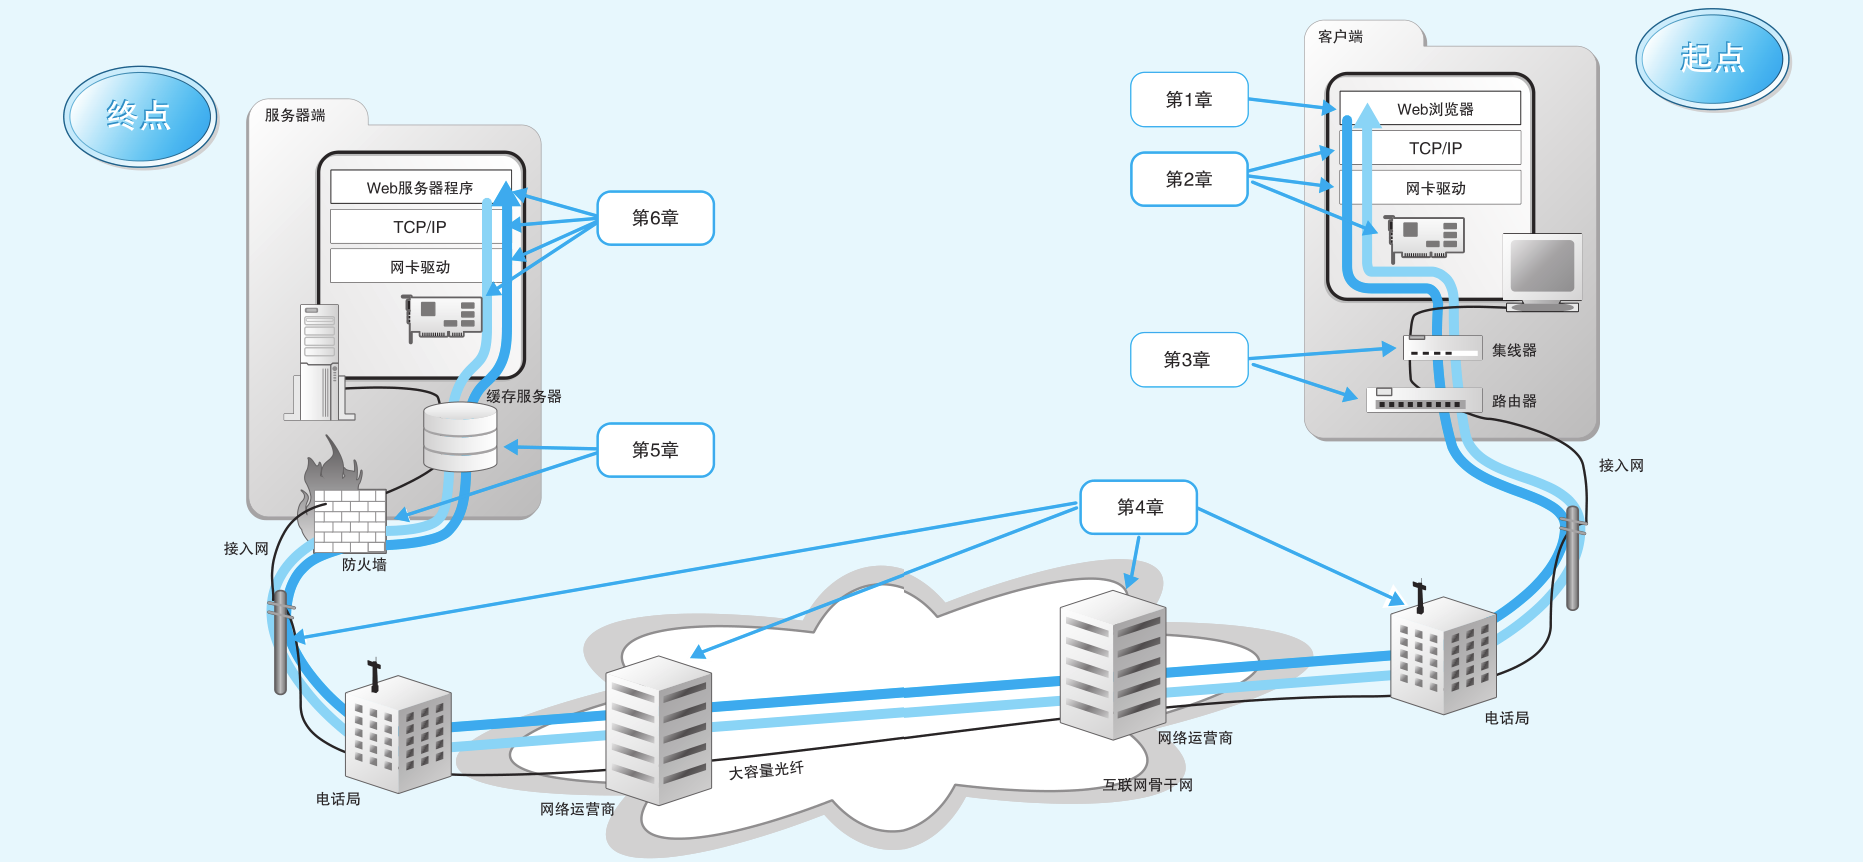 终点
服务器端
Web服务器程序
TCP/IP
网卡驱动
第6章
缓存服务器
第5章
接入网
防火墙
电话局
网络运营商
大容量光纤
互联网骨干网
网络运营商
电话局
第4章
接入网
起点
客户端
第1章
Web浏览器
第2章
TCP/IP
网卡驱动
第3章
集线器
路由器